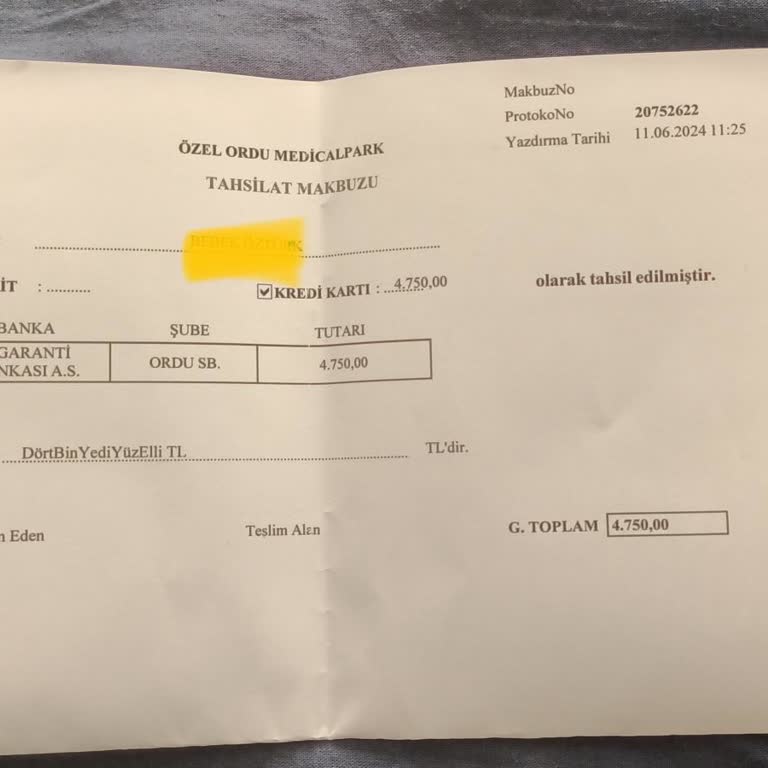 MakbuzNo
ProtokoNo 20752622
Yazdırma Tarihi 11.06.2024 11:25
ÖZEL ORDU MEDICALPARK
TAHSİLAT MAKBUZU
İT : ...........
KREDİ KARTI : ...4.750,00
olarak tahsil edilmiştir.
BANKA ŞUBE TUTARI
GARANTİ
NKASI A.S. ORDU SB. 4.750,00
DörtBinYediYüzElli TL TL'dir.
n Eden Teslim Alan G. TOPLAM 4.750,00